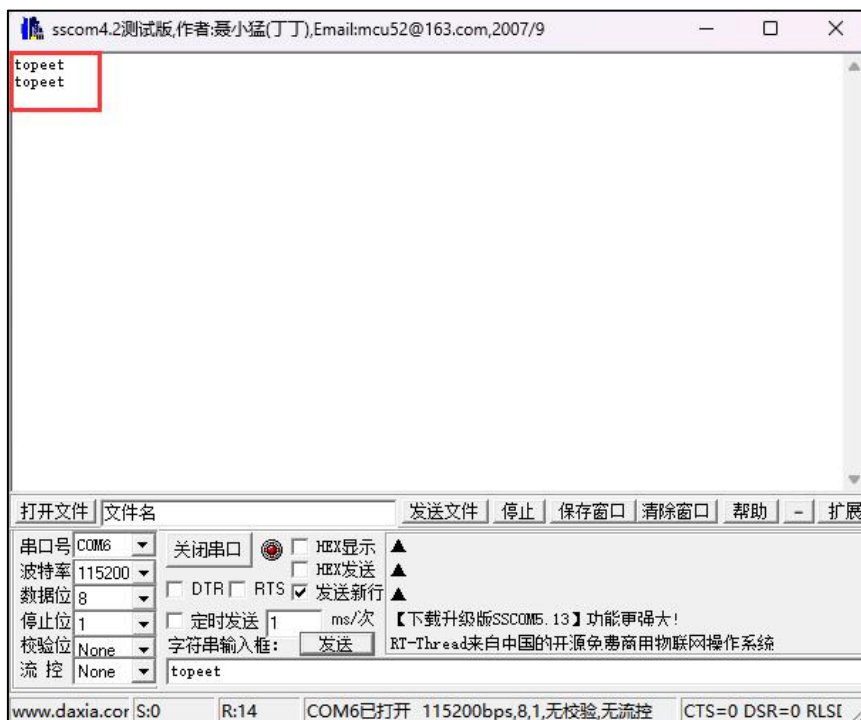 sscom4.2测试版,作者:聂小猛(丁丁),Email:mcu52@163.com,2007/9
topeet
topeet
打开文件 文件名 发送文件 停止 保存窗口 清除窗口 帮助 - 扩展
串口号 COM6 关闭串口 HEX显示 ▲
波特率 115200 HEX发送 ▲
数据位 8 DTR RTS 发送新行 ▲
停止位 1 定时发送 1 ms/次 【下载升级版SSCOM5.13】功能更强大!
校验位 None 字符串输入框: 发送 RT-Thread来自中国的开源免费商用物联网操作系统
流 控 None topeet
www.daxia.cor S:0 R:14 COM6已打开 115200bps,8,1,无校验,无流控 CTS=0 DSR=0 RLSI